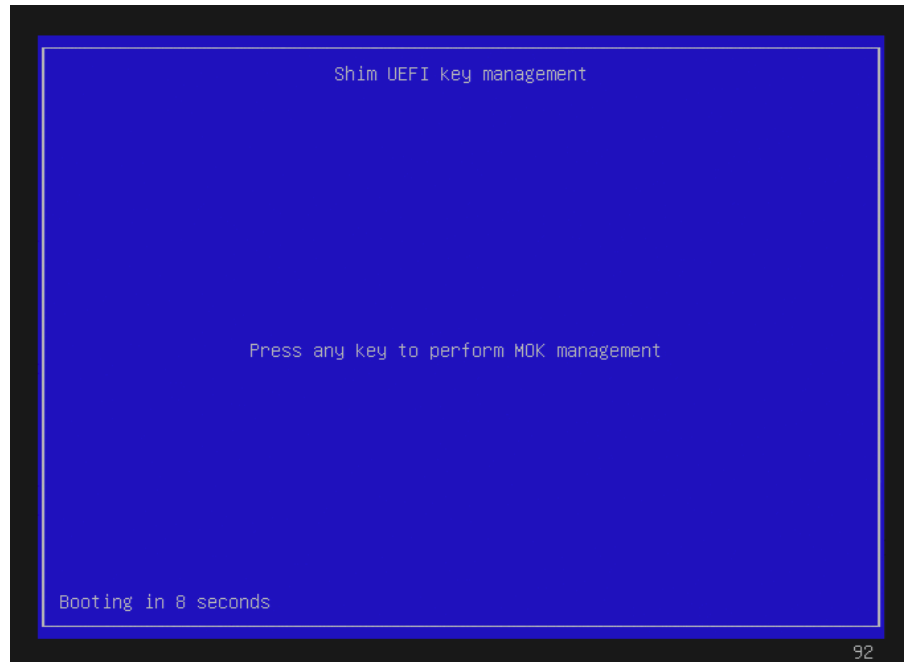 Shim UEFI key management
Press any key to perform MOK management
Booting in 8 seconds
92